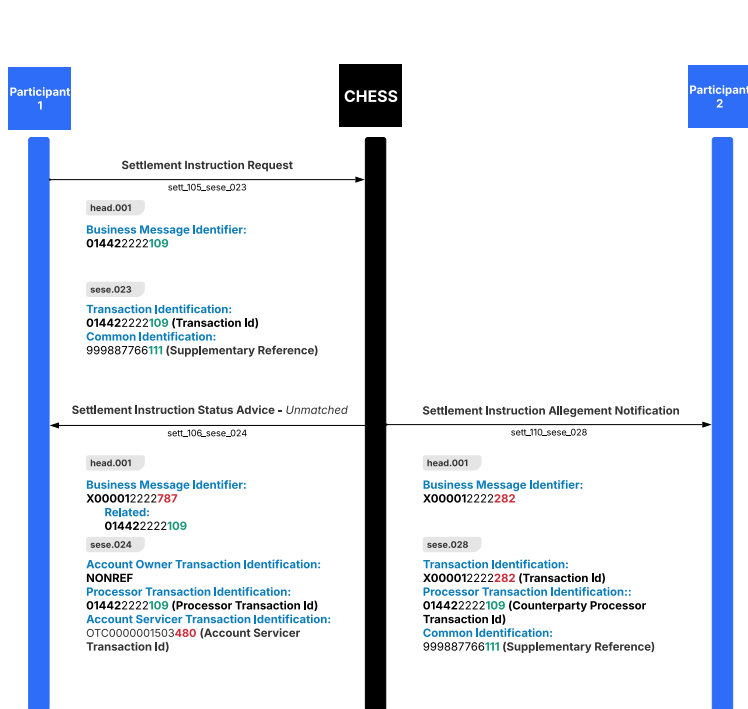 Participant
1
CHESS
Participant
2
Settlement Instruction Request
sett_105_sese_023
head.001
Business Message Identifier:
014422222109
sese.023
Transaction Identification:
014422222109 (Transaction Id)
Common Identification:
999887766111 (Supplementary Reference)
Settlement Instruction Status Advice - Unmatched
sett_106_sese_024
head.001
Business Message Identifier:
X000012222787
Related:
014422222109
sese.024
Account Owner Transaction Identification:
NONREF
Processor Transaction Identification:
014422222109 (Processor Transaction Id)
Account Servicer Transaction Identification:
OTC0000001503480 (Account Servicer
Transaction Id)
Settlement Instruction Allegement Notification
sett_110_sese_028
head.001
Business Message Identifier:
X000012222282
sese.028
Transaction Identification:
X000012222282 (Transaction Id)
Processor Transaction Identification::
014422222109 (Counterparty Processor
Transaction Id)
Common Identification:
999887766111 (Supplementary Reference)